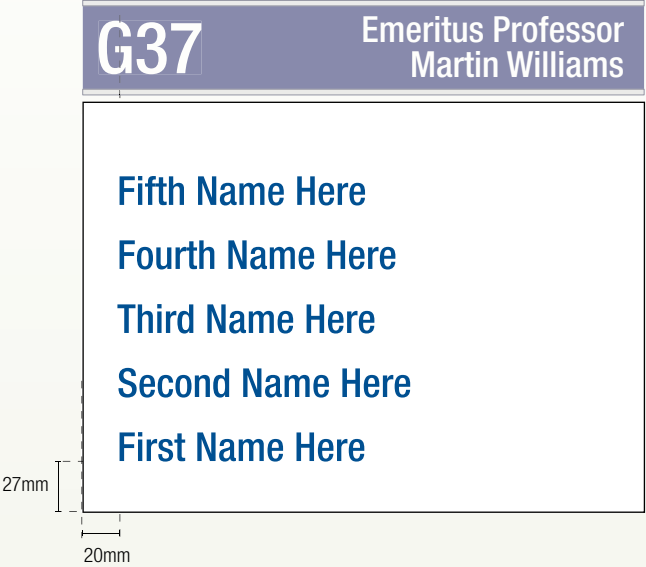 G37
Emeritus Professor
Martin Williams
Fifth Name Here
Fourth Name Here
Third Name Here
Second Name Here
First Name Here
27mm
20mm